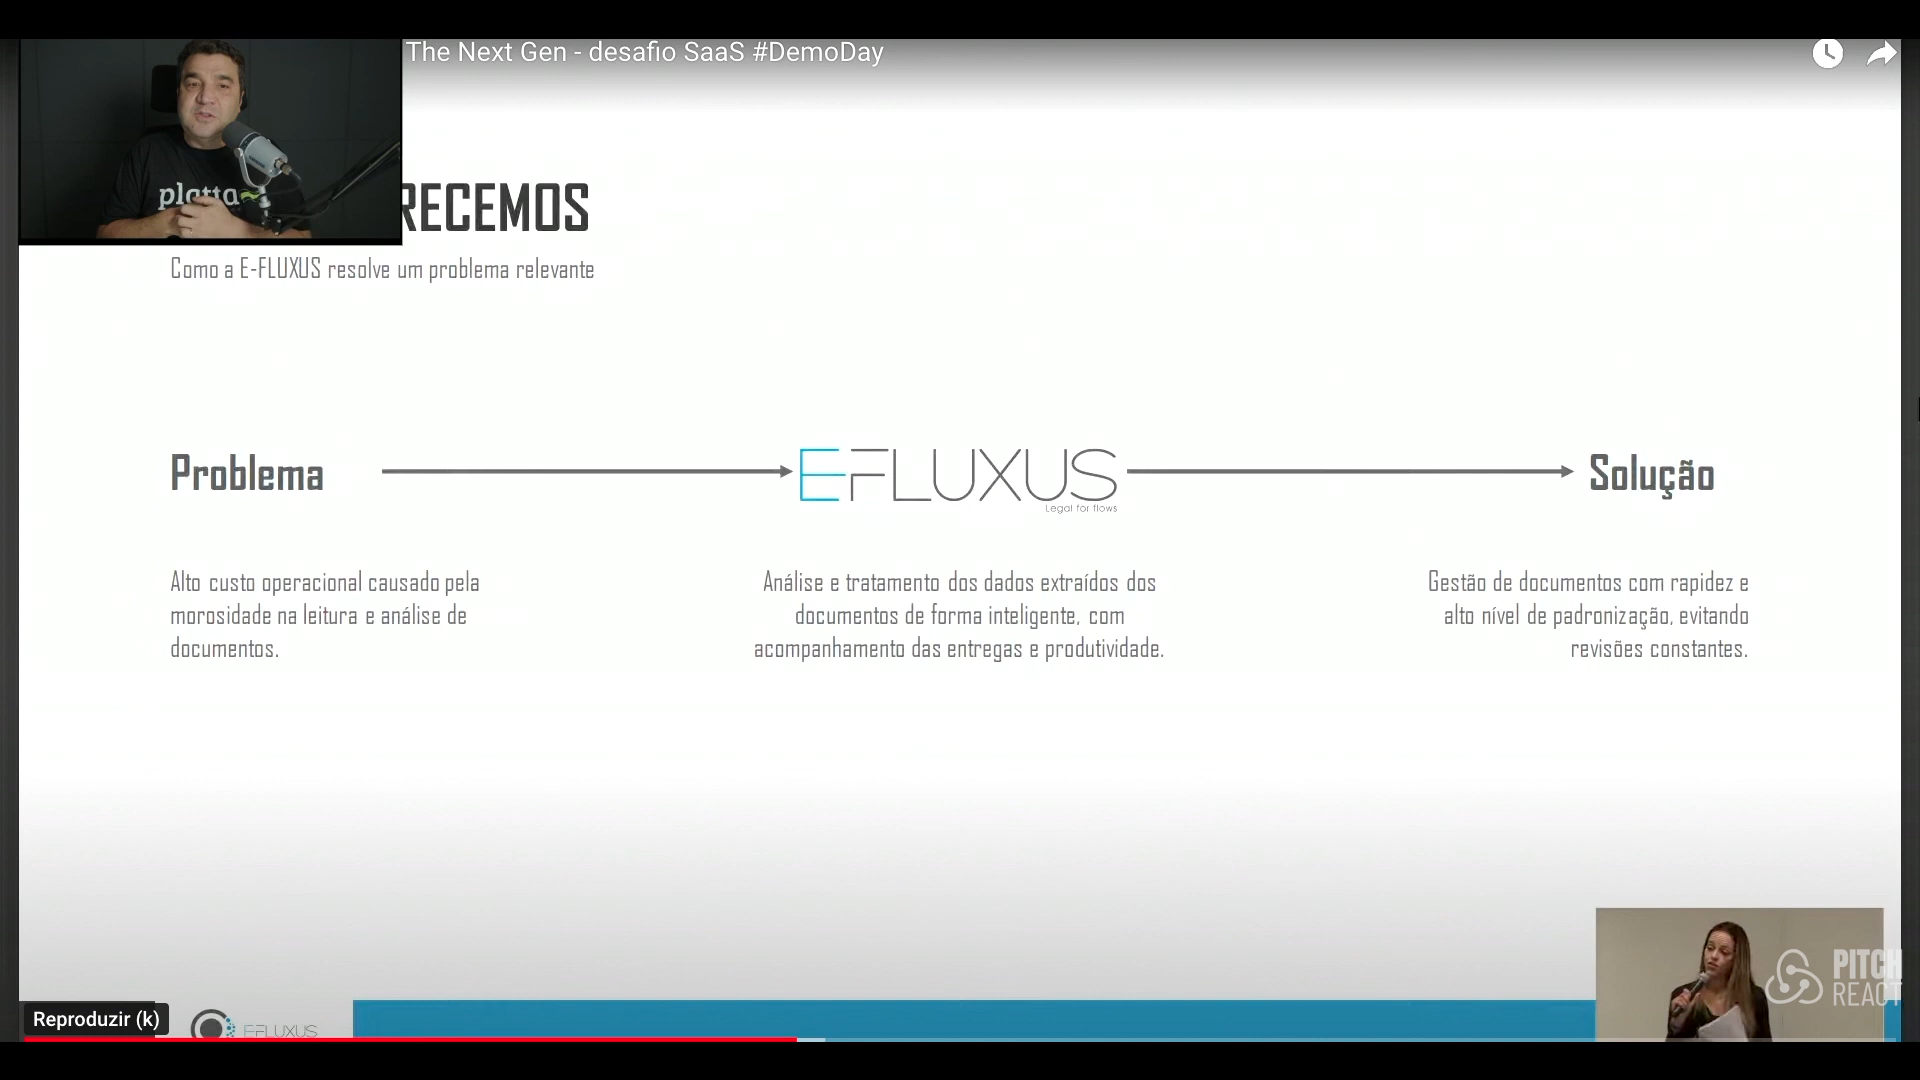 The Next Gen - desafio SaaS #DemoDay
platta
RECEMOS
Como a E-FLUXUS resolve um problema relevante
Problema
E-FLUXUS
Legal for flows
Solução
Alto custo operacional causado pela
morosidade na leitura e análise de
documentos.
Análise e tratamento dos dados extraídos dos
documentos de forma inteligente, com
acompanhamento das entregas e produtividade.
Gestão de documentos com rapidez e
alto nível de padronização, evitando
revisões constantes.
PITCH
REACT
Reproduzir (k)
E-FLUXUS